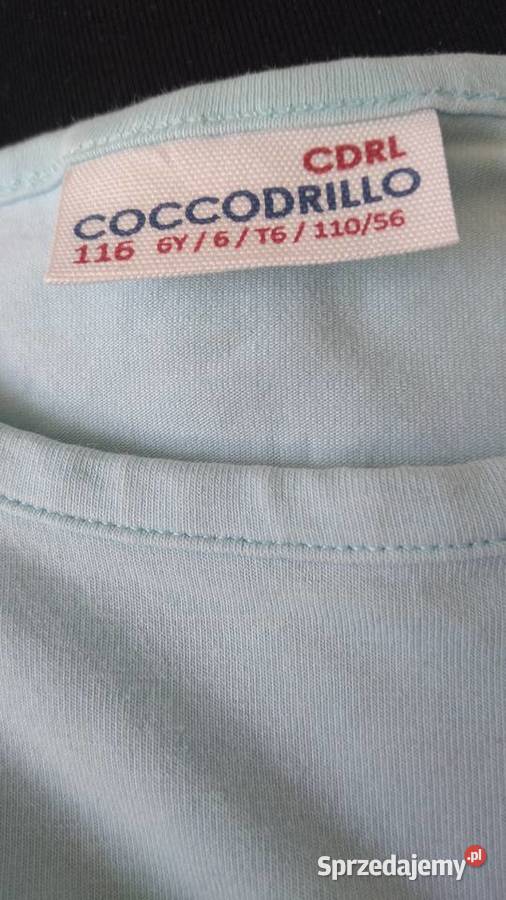 CDRL
COCCODRILLO
116 6Y / 6 / T6 / 110/56
Sprzedajemy.pl